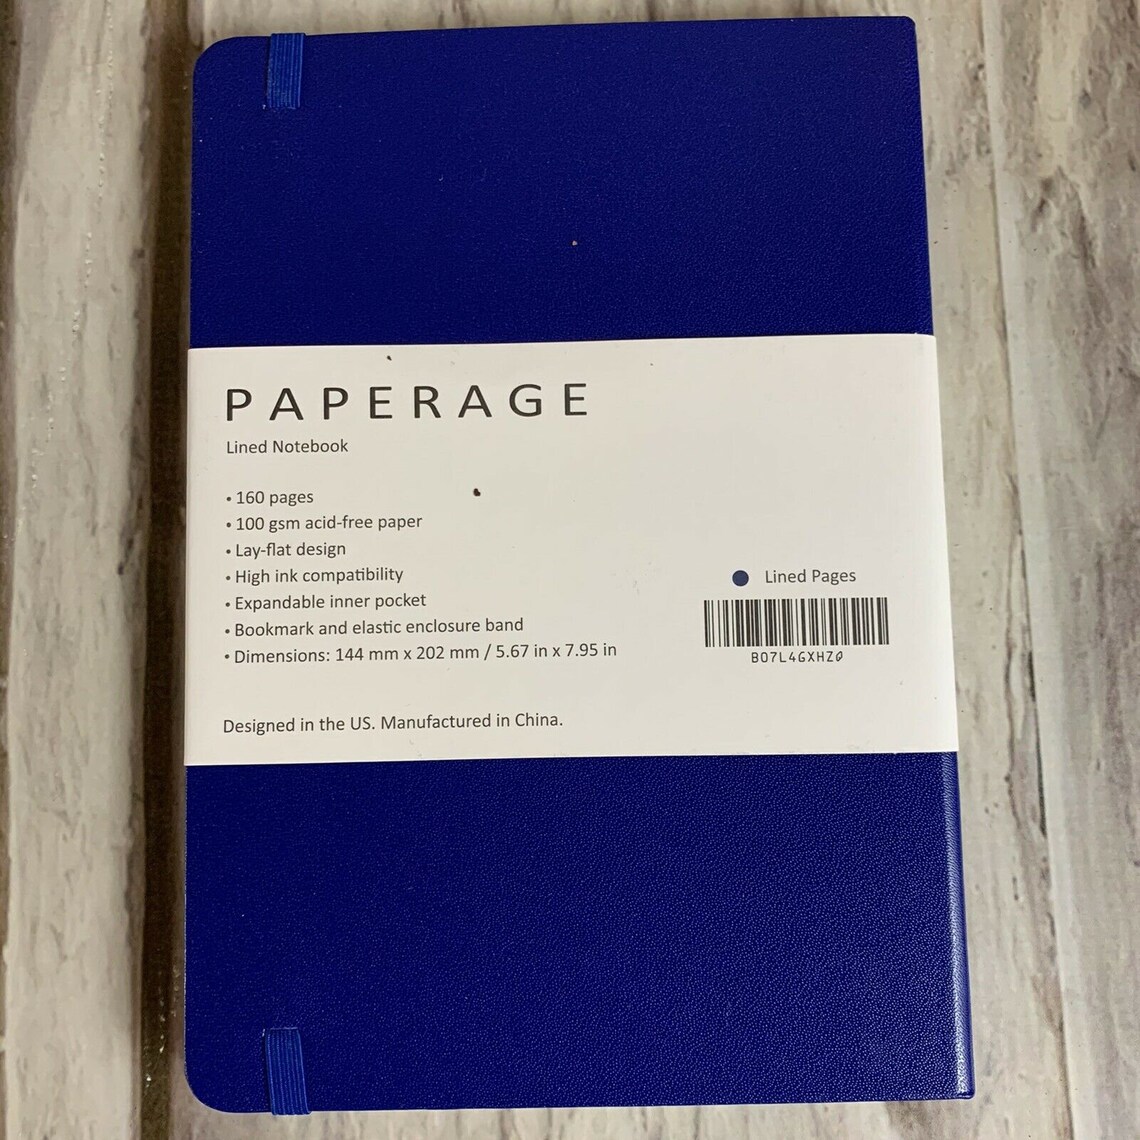 PAPERAGE
Lined Notebook
• 160 pages
• 100 gsm acid-free paper
• Lay-flat design
• High ink compatibility
• Expandable inner pocket
• Bookmark and elastic enclosure band
• Dimensions: 144 mm x 202 mm / 5.67 in x 7.95 in
Designed in the US. Manufactured in China.
Lined Pages
B07L4GXHZQ